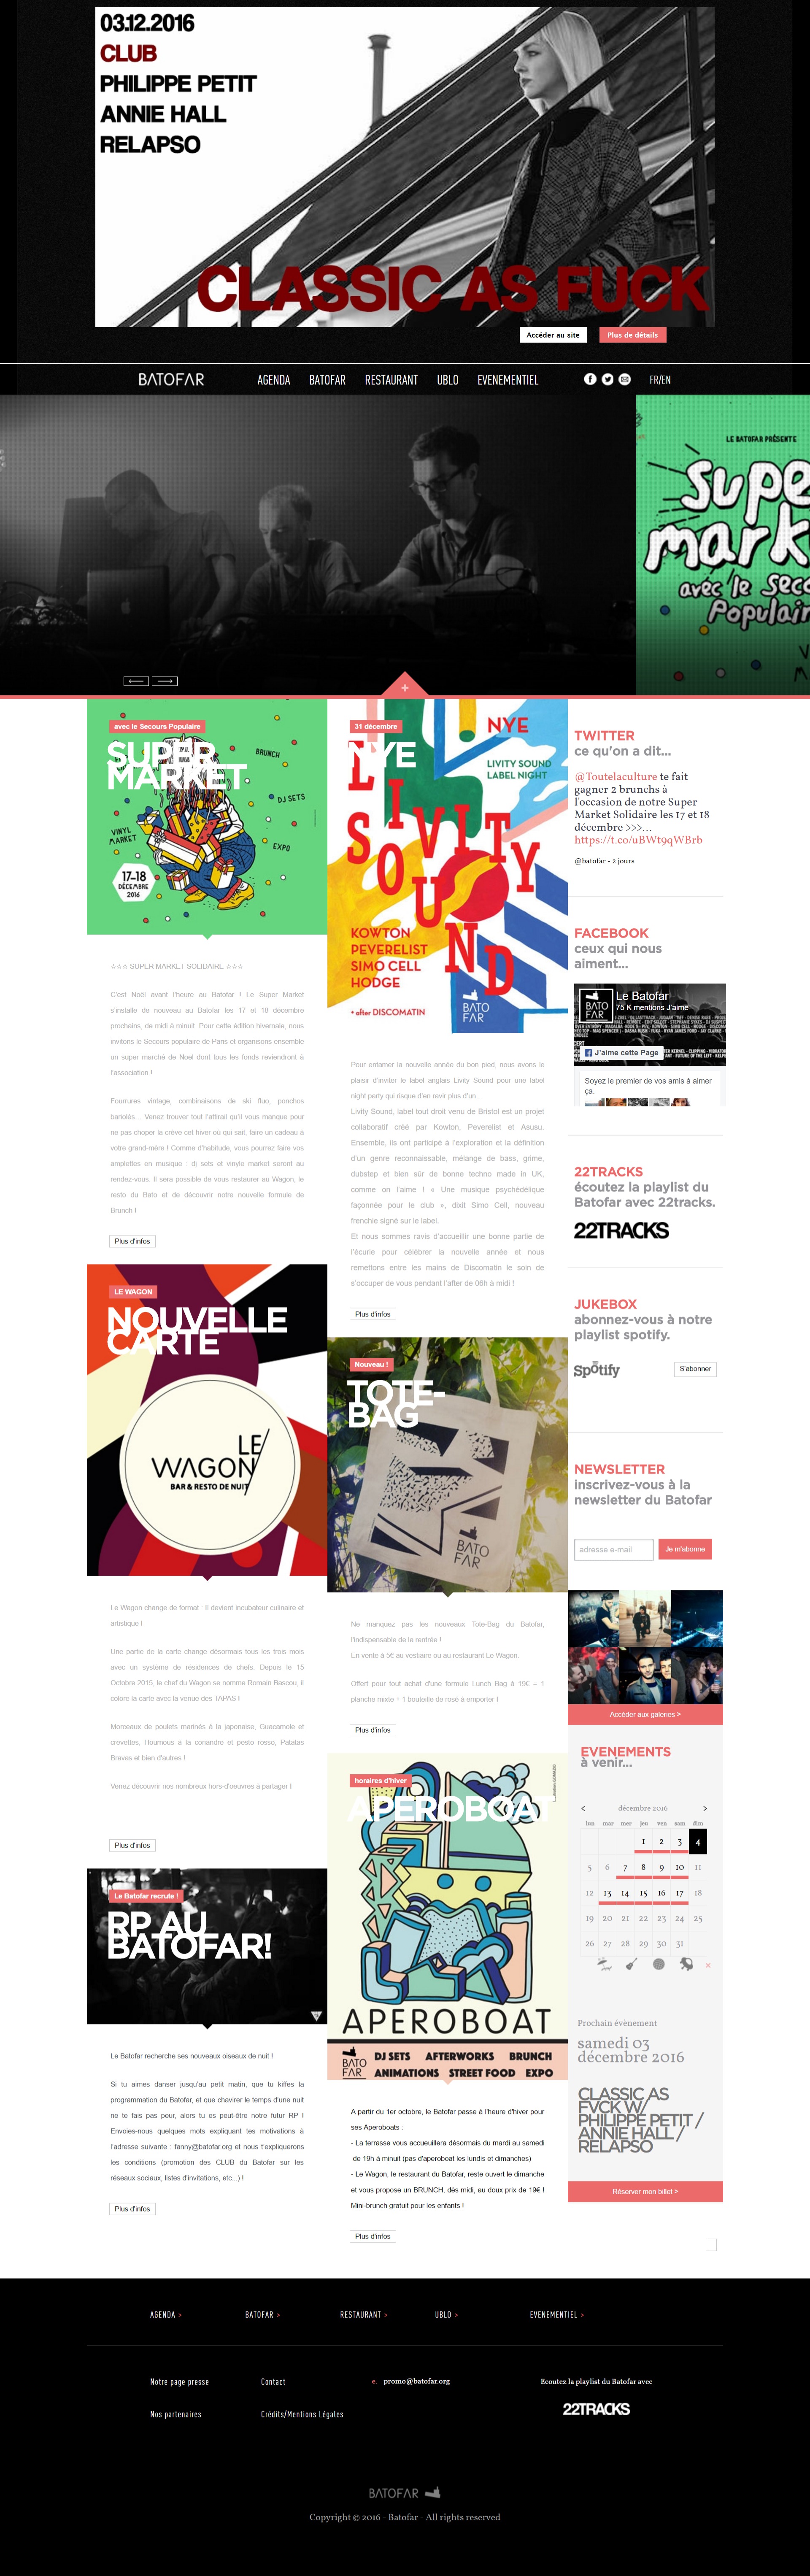 03.12.2016
CLUB
PHILIPPE PETIT
ANNIE HALL
RELAPSO
CLASSIC AS FUCK
Accéder au site
Plus de détails
BATOFAR
AGENDA
BATOFAR
RESTAURANT
UBLO
EVENEMENTIEL
FR/EN
LE BATOFAR PRÉSENTE
avec le Secours Populaire
SUPER
MARKET
BRUNCH
DJ SETS
VINYL
MARKET
EXPO
17-18
DÉCEMBRE
2016
☆☆☆ SUPER MARKET SOLIDAIRE ☆☆☆
C'est Noël avant l'heure au Batofar ! Le Super Market
s'installe de nouveau au Batofar les 17 et 18 décembre
prochains, de midi à minuit. Pour cette édition hivernale, nous
invitons le Secours populaire de Paris et organisons ensemble
un super marché de Noël dont tous les fonds reviendront à
l'association !
Fourrures vintage, combinaisons de ski fluo, ponchos
bariolés... Venez trouver tout l'attirail qu'il vous manque pour
ne pas choper la crève cet hiver où qui sait, faire un cadeau à
votre grand-mère ! Comme d'habitude, vous pourrez faire vos
emplettes en musique : dj sets et vinyle market seront au
rendez-vous. Il sera possible de vous restaurer au Wagon, le
resto du Bato et de découvrir notre nouvelle formule de
Brunch !
Plus d'infos
LE WAGON
NOUVELLE
CARTE
LE
WAGON
BAR & RESTO DE NUIT
Le Wagon change de format : Il devient incubateur culinaire et
artistique !
Une partie de la carte change désormais tous les trois mois
avec un système de résidences de chefs. Depuis le 15
Octobre 2015, le chef du Wagon se nomme Romain Bascou, il
colore la carte avec la venue des TAPAS !
Morceaux de poulets marinés à la japonaise, Guacamole et
crevettes, Houmous à la coriandre et pesto rosso, Patatas
Bravas et bien d'autres !
Venez découvrir nos nombreux hors-d'oeuvres à partager !
Plus d'infos
Le Batofar recrute !
RP AU
BATOFAR!
Le Batofar recherche ses nouveaux oiseaux de nuit !
Si tu aimes danser jusqu'au petit matin, que tu kiffes la
programmation du Batofar, et que chavirer le temps d'une nuit
ne te fais pas peur, alors tu es peut-être notre futur RP !
Envoies-nous quelques mots expliquant tes motivations à
l'adresse suivante : fanny@batofar.org et nous t'expliquerons
les conditions (promotion des CLUB du Batofar sur les
réseaux sociaux, listes d'invitations, etc...) !
Plus d'infos
31 décembre
NYE
NYE
LIVITY SOUND
LABEL NIGHT
LIVITY
SOUND
KOWTON
PEVERELIST
SIMO CELL
HODGE
+ after DISCOMATIN
BATO
FAR
Pour entamer la nouvelle année du bon pied, nous avons le
plaisir d'inviter le label anglais Livity Sound pour une label
night party qui risque d'en ravir plus d'un...
Livity Sound, label tout droit venu de Bristol est un projet
collaboratif créé par Kowton, Peverelist et Asusu.
Ensemble, ils ont participé à l'exploration et la définition
d'un genre reconnaissable, mélange de bass, grime,
dubstep et bien sûr de bonne techno made in UK,
comme on l'aime ! « Une musique psychédélique
façonnée pour le club », dixit Simo Cell, nouveau
frenchie signé sur le label.
Et nous sommes ravis d'accueillir une bonne partie de
l'écurie pour célébrer la nouvelle année et nous
remettons entre les mains de Discomatin le soin de
s'occuper de vous pendant l'after de 06h à midi !
Plus d'infos
Nouveau !
TOTE-
BAG
BATO
FAR
Ne manquez pas les nouveaux Tote-Bag du Batofar,
l'indispensable de la rentrée !
En vente à 5€ au vestiaire ou au restaurant Le Wagon.
Offert pour tout achat d'une formule Lunch Bag à 19€ = 1
planche mixte + 1 bouteille de rosé à emporter !
Plus d'infos
horaires d'hiver
APEROBOAT
APEROBOAT
BATO
FAR
DJ SETS AFTERWORKS BRUNCH
ANIMATIONS STREET FOOD EXPO
A partir du 1er octobre, le Batofar passe à l'heure d'hiver pour
ses Aperoboats :
- La terrasse vous accueuillera désormais du mardi au samedi
de 19h à minuit (pas d'aperoboat les lundis et dimanches)
- Le Wagon, le restaurant du Batofar, reste ouvert le dimanche
et vous propose un BRUNCH, dès midi, au doux prix de 19€ !
Mini-brunch gratuit pour les enfants !
Plus d'infos
TWITTER
ce qu'on a dit...
@Toutelaculture te fait
gagner 2 brunchs à
l'occasion de notre Super
Market Solidaire les 17 et 18
décembre >>>…
https://t.co/uBWt9qWBrb
@batofar - 2 jours
FACEBOOK
ceux qui nous
aiment...
BATO
FAR
Le Batofar
75 K mentions J'aime
J'aime cette Page
Soyez le premier de vos amis à aimer
ça.
22TRACKS
écoutez la playlist du
Batofar avec 22tracks.
22TRACKS
JUKEBOX
abonnez-vous à notre
playlist spotify.
Spotify
S'abonner
NEWSLETTER
inscrivez-vous à la
newsletter du Batofar
adresse e-mail
Je m'abonne
Accéder aux galeries >
EVENEMENTS
à venir...
< décembre 2016 >
lun mar mer jeu ven sam dim
1 2 3 4
5 6 7 8 9 10 11
12 13 14 15 16 17 18
19 20 21 22 23 24 25
26 27 28 29 30 31
Prochain évènement
samedi 03
décembre 2016
CLASSIC AS
FVCK W/
PHILIPPE PETIT /
ANNIE HALL /
RELAPSO
Réserver mon billet >
AGENDA >
BATOFAR >
RESTAURANT >
UBLO >
EVENEMENTIEL >
Notre page presse
Contact
e. promo@batofar.org
Ecoutez la playlist du Batofar avec
22TRACKS
Nos partenaires
Crédits/Mentions Légales
BATOFAR
Copyright © 2016 - Batofar - All rights reserved